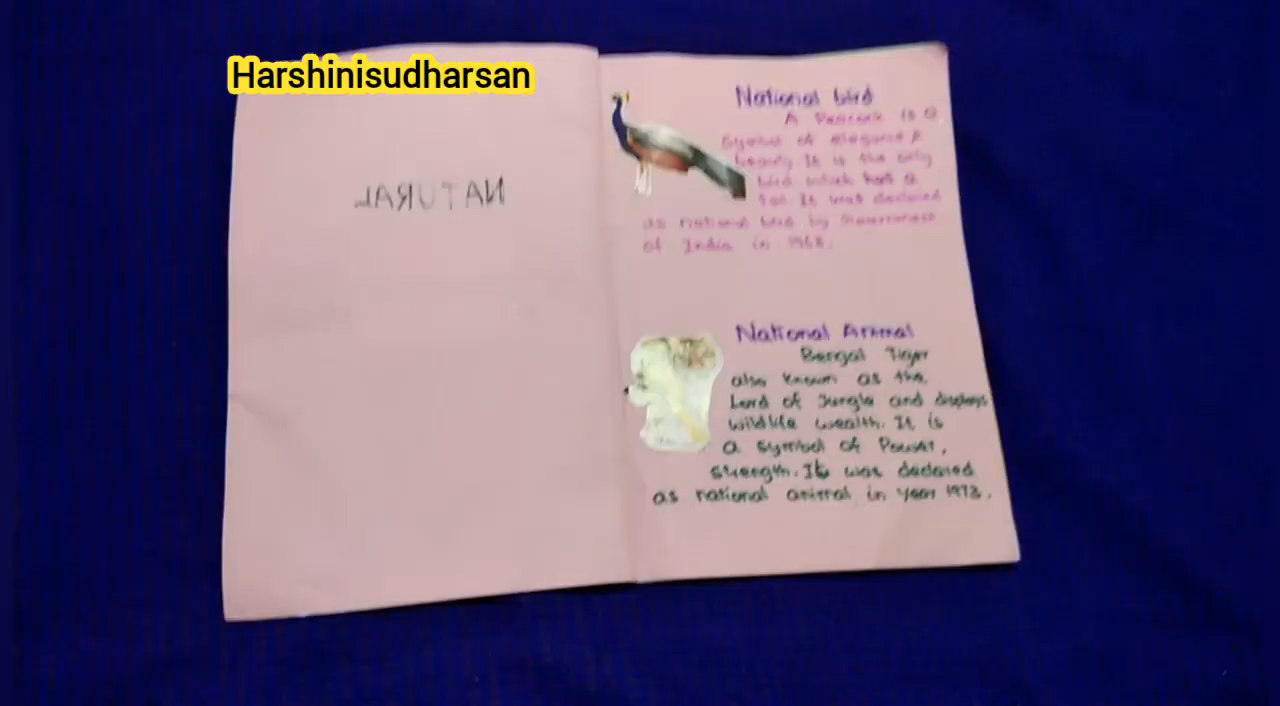 Harshinisudharsan
NATURAL
National bird
A Peacock is a
Symbol of elegance &
beauty. It is the only
bird which has a
tail. It was declared
as national bird by Government
of India in 1963.
National Animal
Bengal Tiger
also known as the
Lord of Jungle and displays
wildlife wealth. It is
a symbol of Power,
strength. It was declared
as national animal in year 1973.